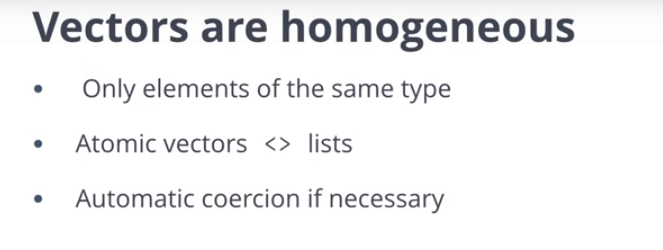 Vectors are homogeneous
• Only elements of the same type
• Atomic vectors <> lists
• Automatic coercion if necessary